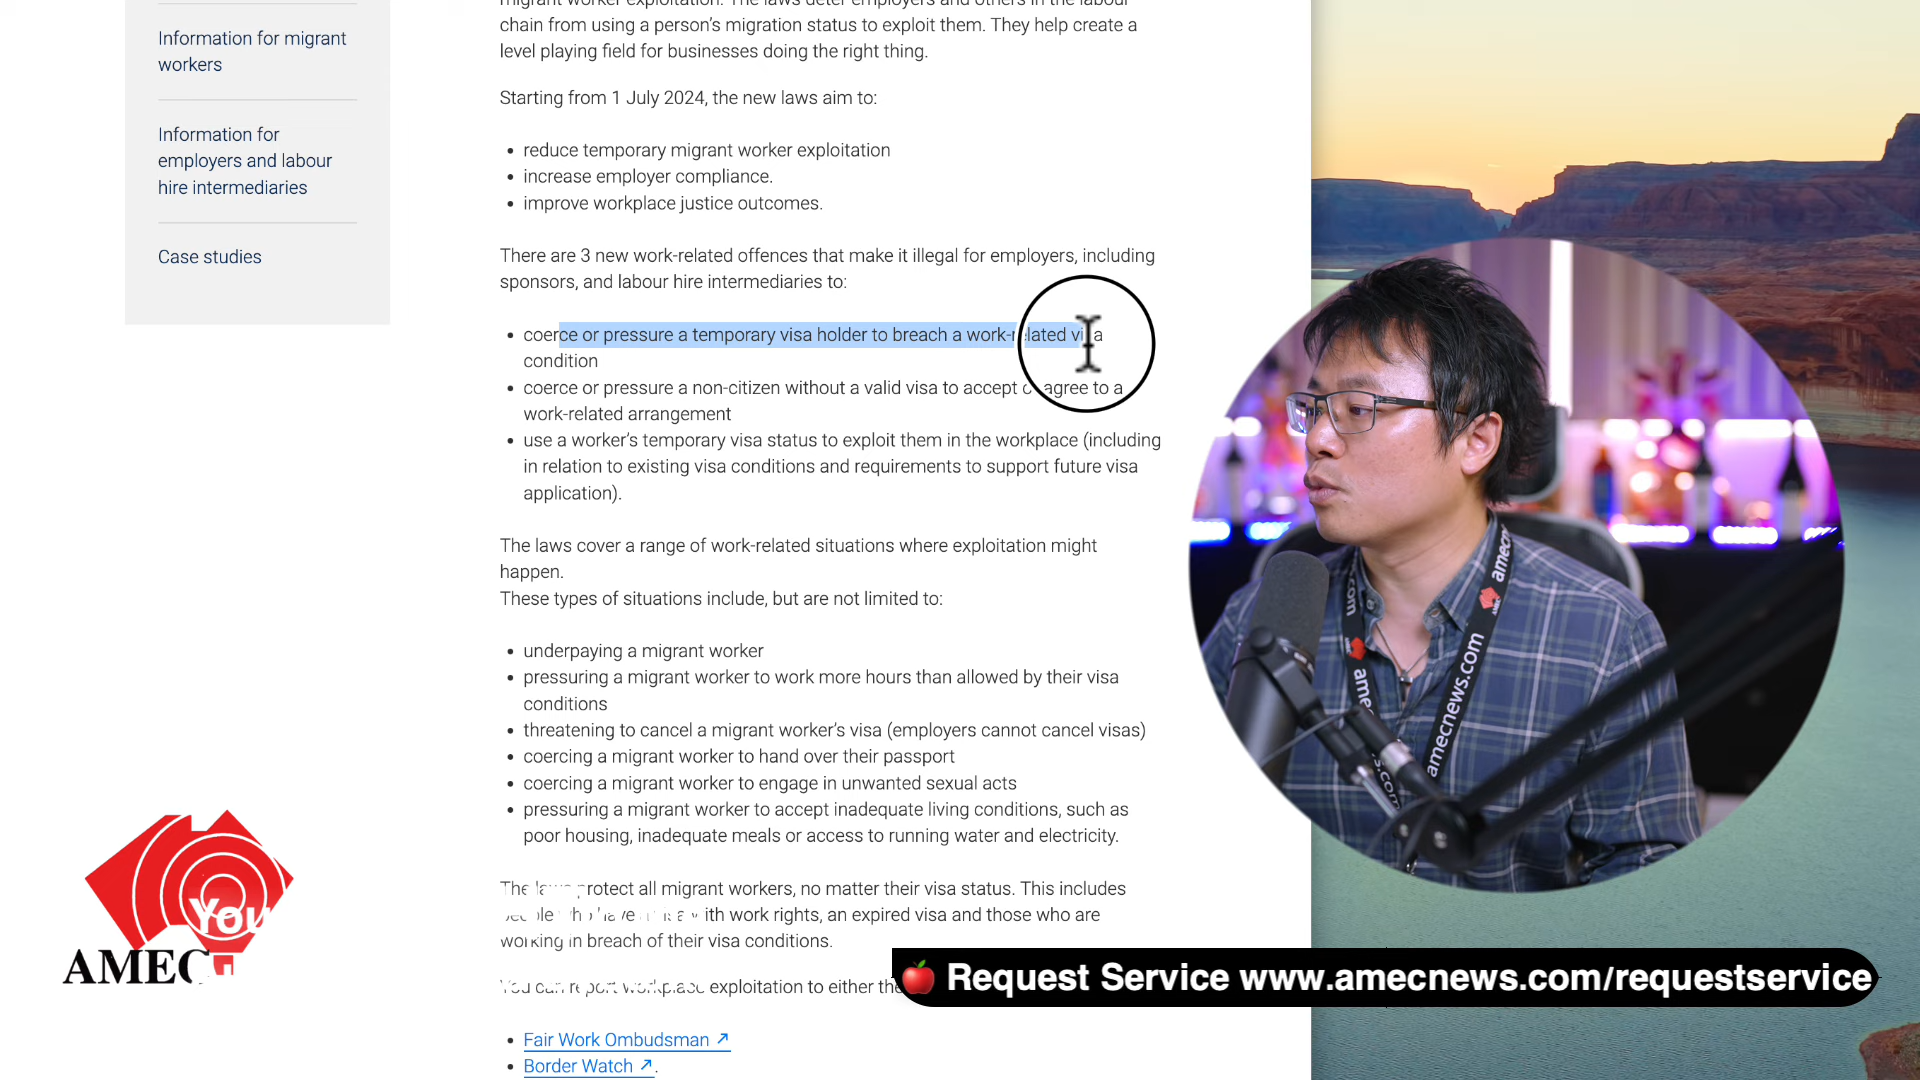 migrant worker exploitation. The laws deter employers and others in the labour
chain from using a person's migration status to exploit them. They help create a
level playing field for businesses doing the right thing.
Information for migrant
workers
Information for
employers and labour
hire intermediaries
Case studies
Starting from 1 July 2024, the new laws aim to:
• reduce temporary migrant worker exploitation
• increase employer compliance.
• improve workplace justice outcomes.
There are 3 new work-related offences that make it illegal for employers, including
sponsors, and labour hire intermediaries to:
• coerce or pressure a temporary visa holder to breach a work-related visa
condition
• coerce or pressure a non-citizen without a valid visa to accept or agree to a
work-related arrangement
• use a worker's temporary visa status to exploit them in the workplace (including
in relation to existing visa conditions and requirements to support future visa
application).
The laws cover a range of work-related situations where exploitation might
happen.
These types of situations include, but are not limited to:
• underpaying a migrant worker
• pressuring a migrant worker to work more hours than allowed by their visa
conditions
• threatening to cancel a migrant worker's visa (employers cannot cancel visas)
• coercing a migrant worker to hand over their passport
• coercing a migrant worker to engage in unwanted sexual acts
• pressuring a migrant worker to accept inadequate living conditions, such as
poor housing, inadequate meals or access to running water and electricity.
The laws protect all migrant workers, no matter their visa status. This includes
people who have a visa with work rights, an expired visa and those who are
working in breach of their visa conditions.
You can report workplace exploitation to either the
• Fair Work Ombudsman ↗
• Border Watch ↗.
You
AMEC
amecnews.com
🍎 Request Service www.amecnews.com/requestservice